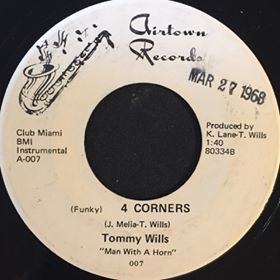 Airtown
Records
MAR 27 1968
Club Miami
BMI
Instrumental
A-007
Produced by
K. Lane-T. Wills
1:40
80334B
(Funky) 4 CORNERS
(J. Melia-T. Wills)
Tommy Wills
"Man With A Horn"
007